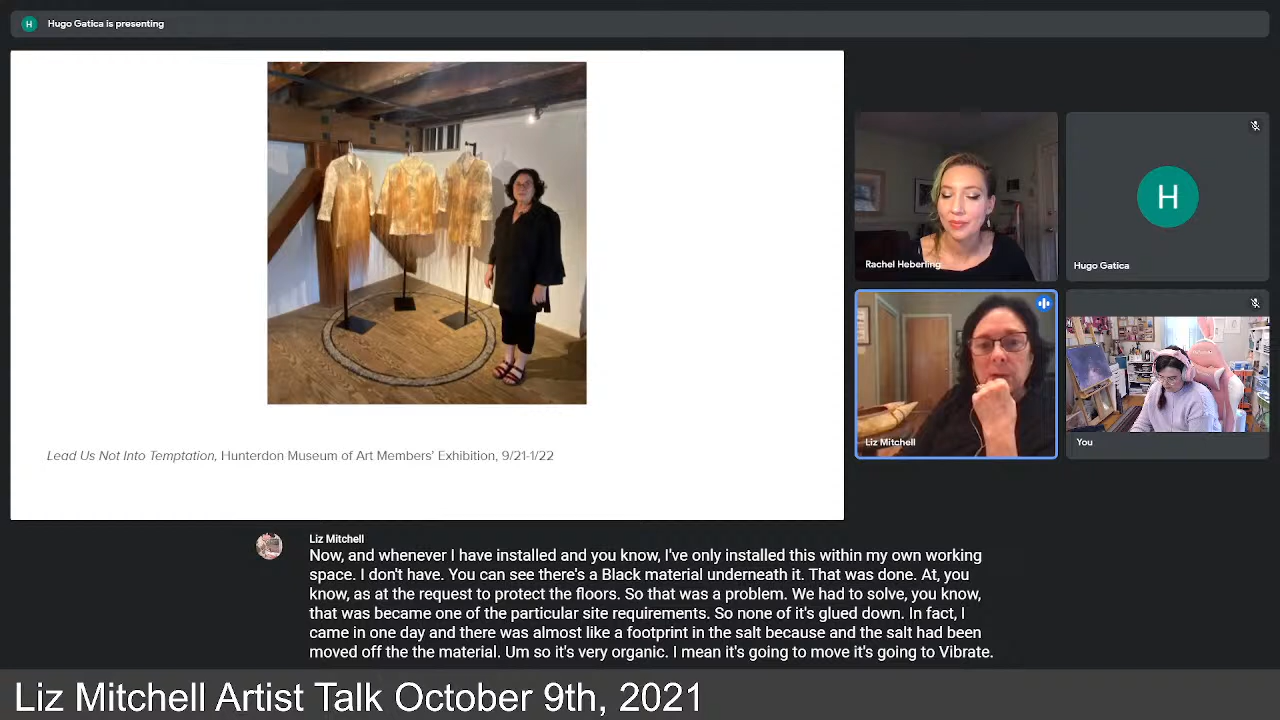 H Hugo Gatica is presenting
Lead Us Not Into Temptation, Hunterdon Museum of Art Members' Exhibition, 9/21-1/22
Rachel Heberling
H
Hugo Gatica
Liz Mitchell
You
Liz Mitchell
Now, and whenever I have installed and you know, I've only installed this within my own working
space. I don't have. You can see there's a Black material underneath it. That was done. At, you
know, as at the request to protect the floors. So that was a problem. We had to solve, you know,
that was became one of the particular site requirements. So none of it's glued down. In fact, I
came in one day and there was almost like a footprint in the salt because and the salt had been
moved off the the material. Um so it's very organic. I mean it's going to move it's going to Vibrate.
Liz Mitchell Artist Talk October 9th, 2021